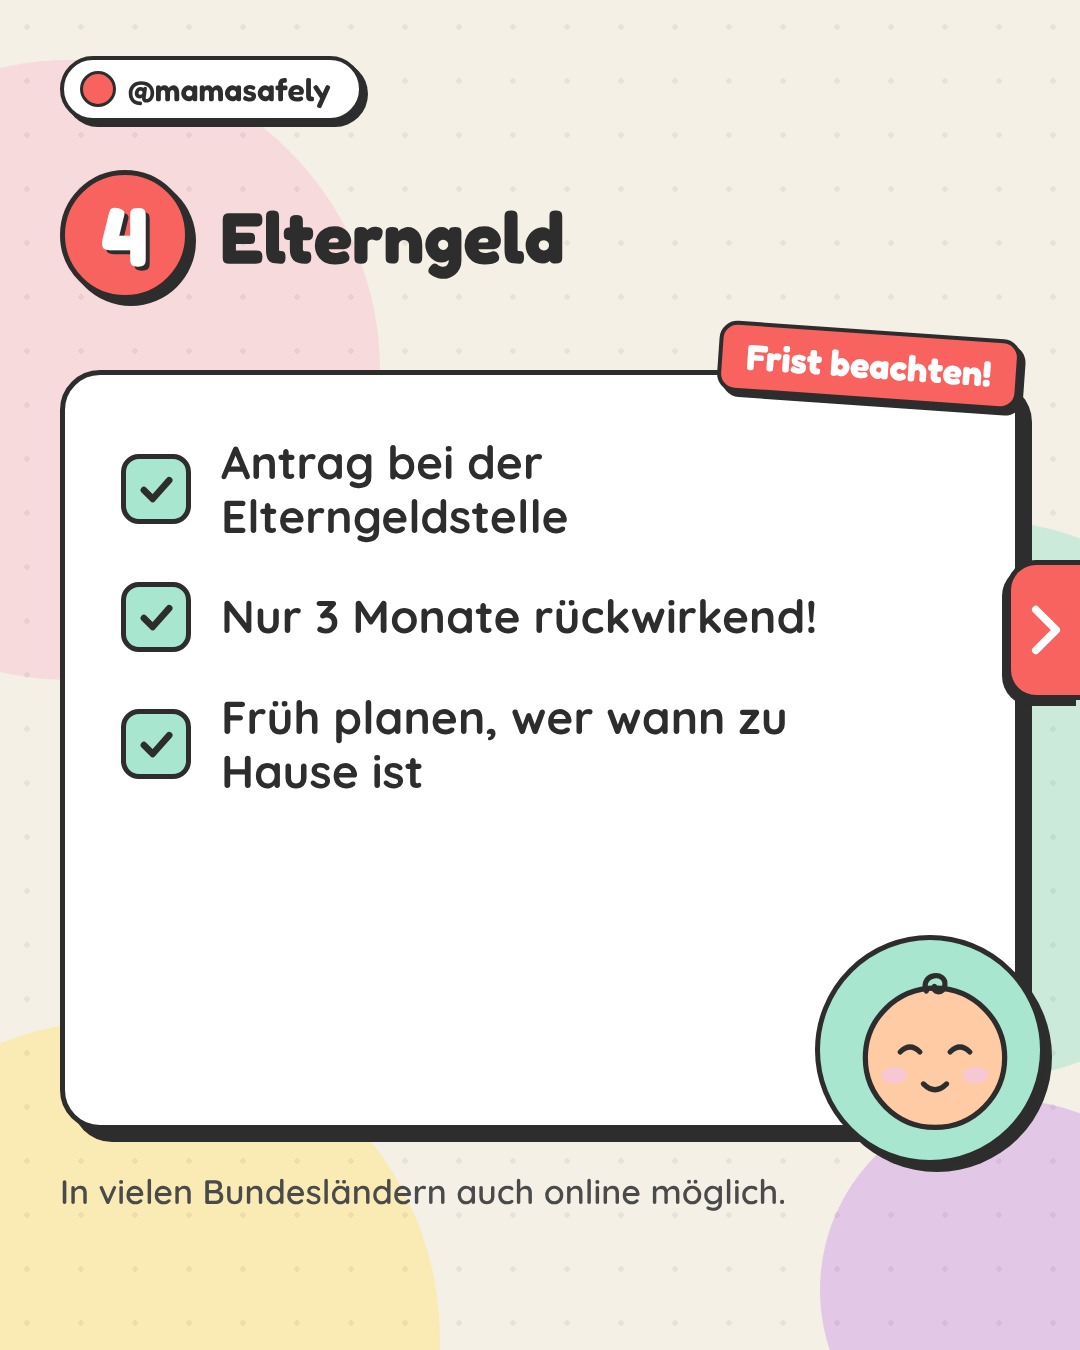 @mamasafely
4 Elterngeld
Frist beachten!
Antrag bei der
Elterngeldstelle
Nur 3 Monate rückwirkend!
Früh planen, wer wann zu
Hause ist
In vielen Bundesländern auch online möglich.